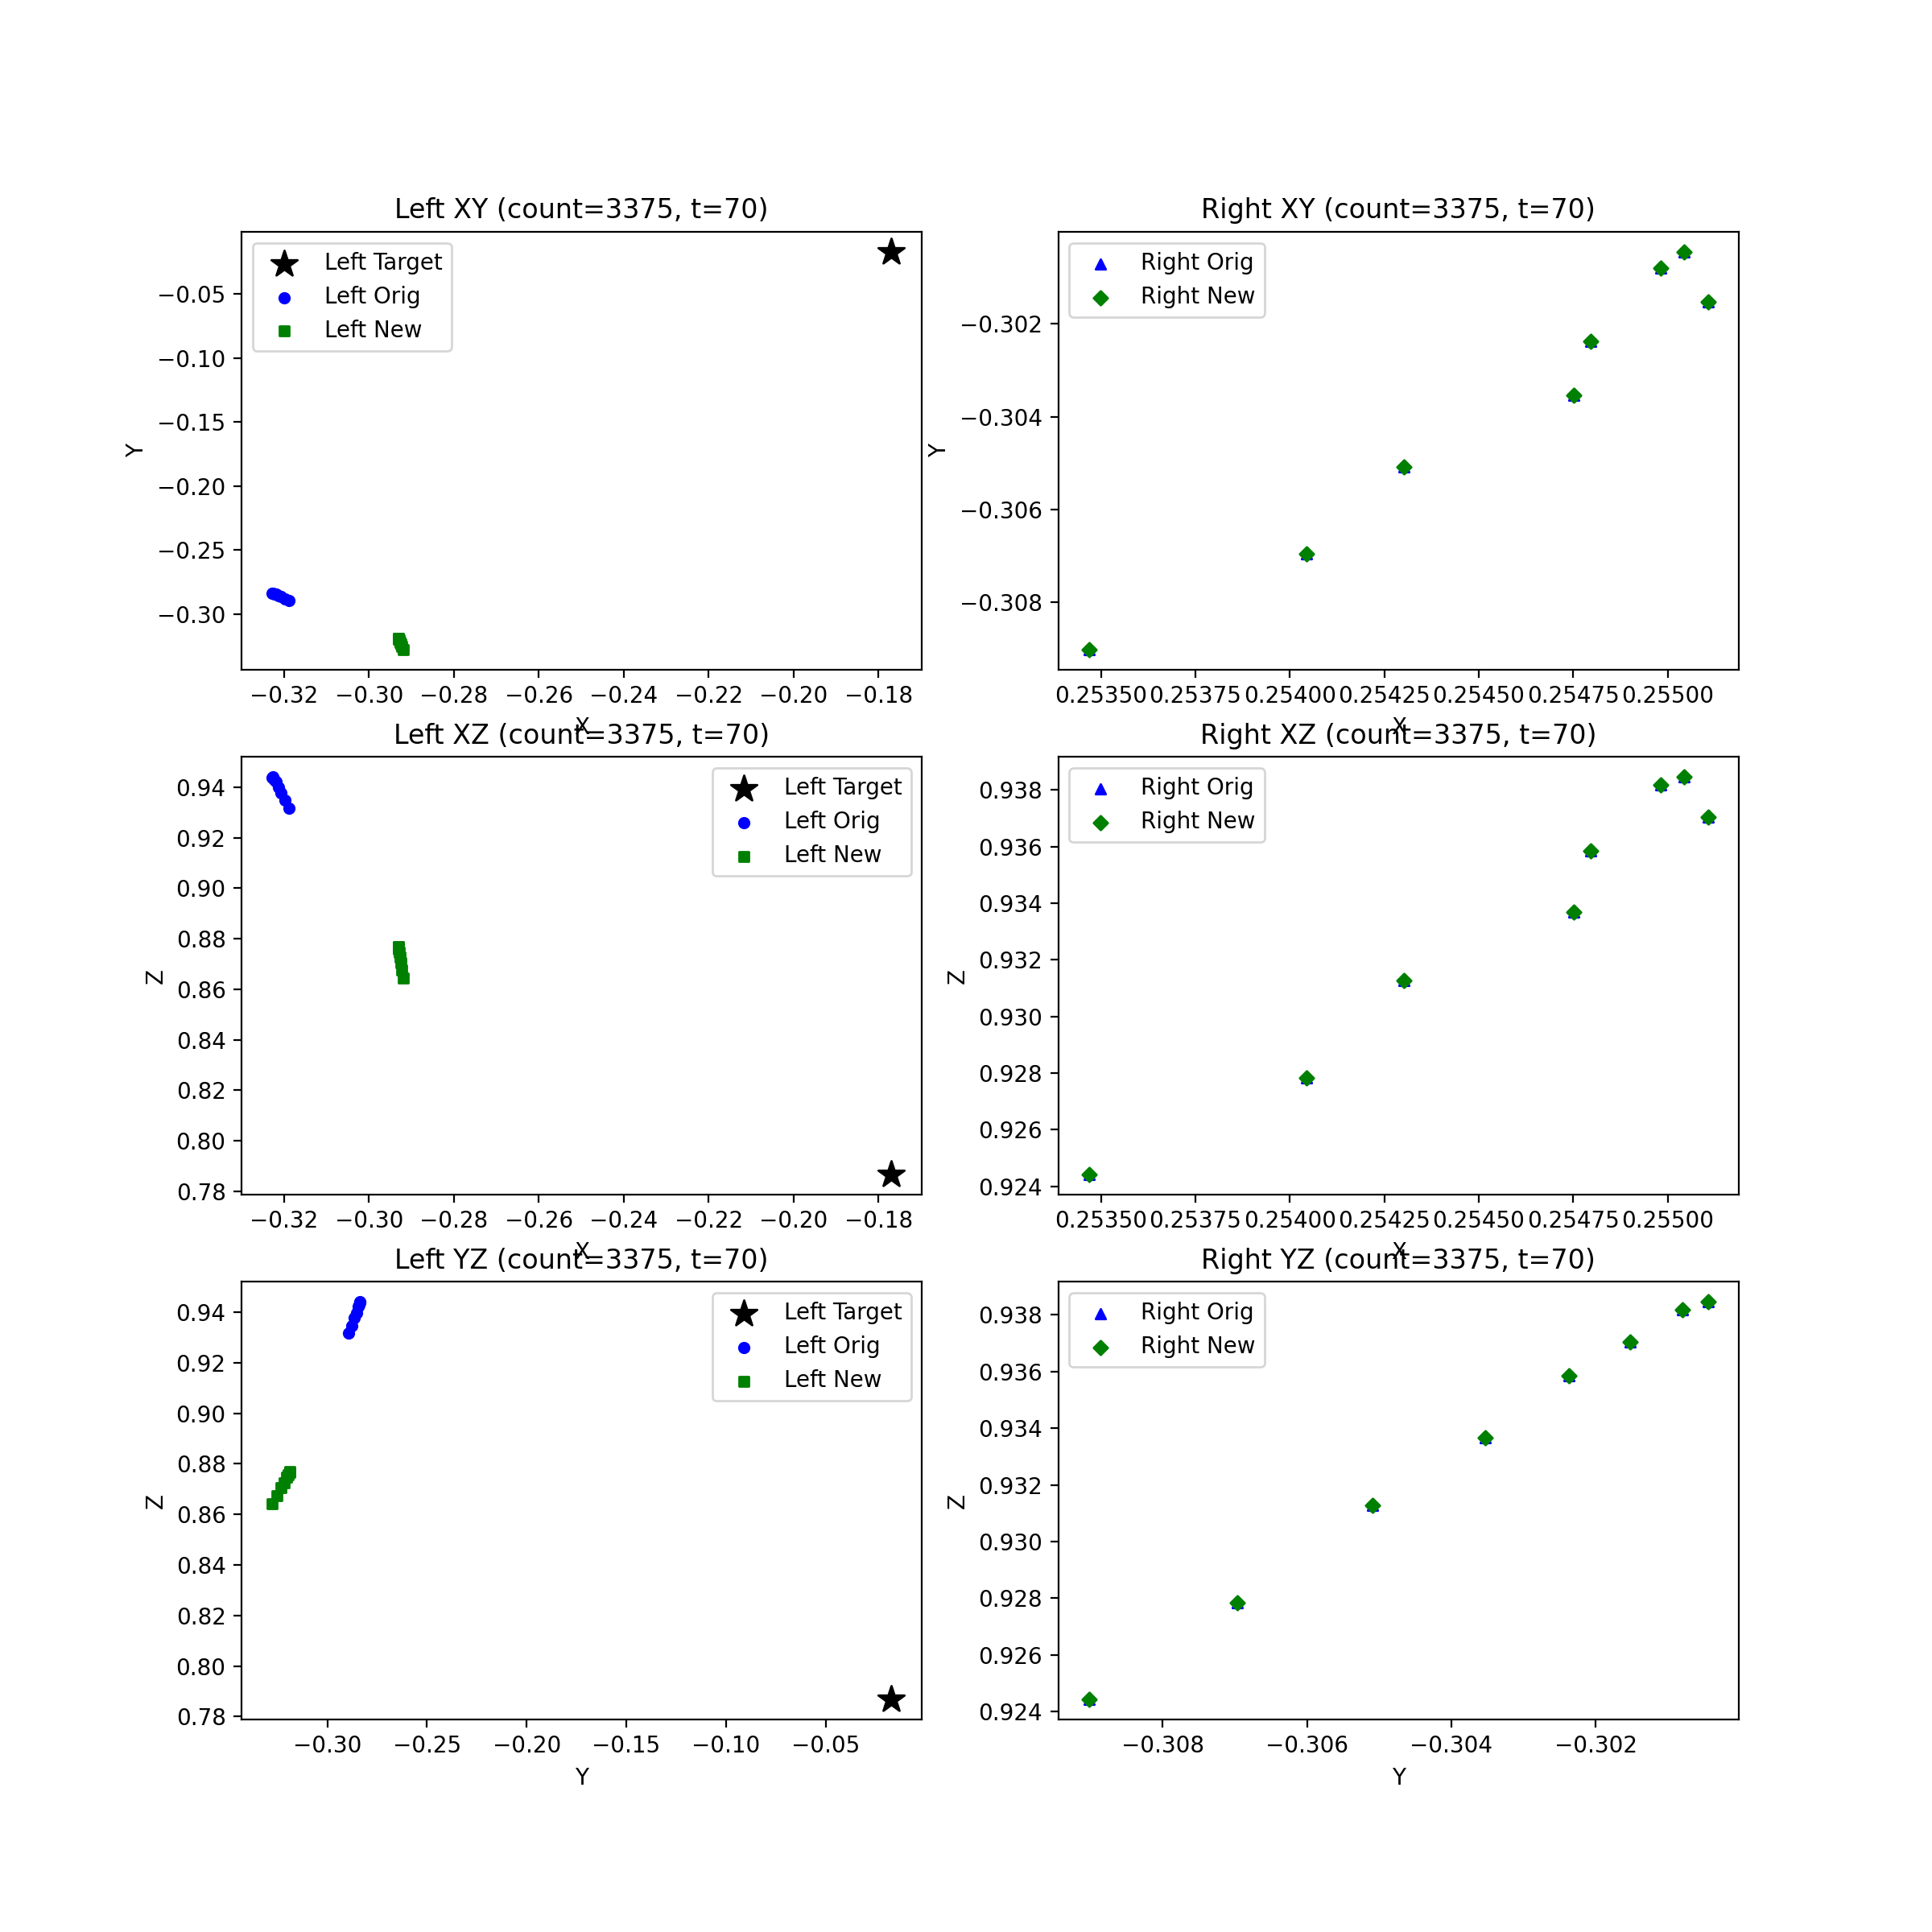 Left XY (count=3375, t=70)
Left Target
Left Orig
Left New
−0.05
−0.10
−0.15
−0.20
−0.25
−0.30
Y
−0.32 −0.30 −0.28 −0.26 −0.24 −0.22 −0.20 −0.18
X
Right XY (count=3375, t=70)
Right Orig
Right New
−0.302
−0.304
−0.306
−0.308
Y
0.25350 0.25375 0.25400 0.25425 0.25450 0.25475 0.25500
X
Left XZ (count=3375, t=70)
Left Target
Left Orig
Left New
0.94
0.92
0.90
0.88
0.86
0.84
0.82
0.80
0.78
Z
−0.32 −0.30 −0.28 −0.26 −0.24 −0.22 −0.20 −0.18
X
Right XZ (count=3375, t=70)
Right Orig
Right New
0.938
0.936
0.934
0.932
0.930
0.928
0.926
0.924
Z
0.25350 0.25375 0.25400 0.25425 0.25450 0.25475 0.25500
X
Left YZ (count=3375, t=70)
Left Target
Left Orig
Left New
0.94
0.92
0.90
0.88
0.86
0.84
0.82
0.80
0.78
Z
−0.30 −0.25 −0.20 −0.15 −0.10 −0.05
Y
Right YZ (count=3375, t=70)
Right Orig
Right New
0.938
0.936
0.934
0.932
0.930
0.928
0.926
0.924
Z
−0.308 −0.306 −0.304 −0.302
Y